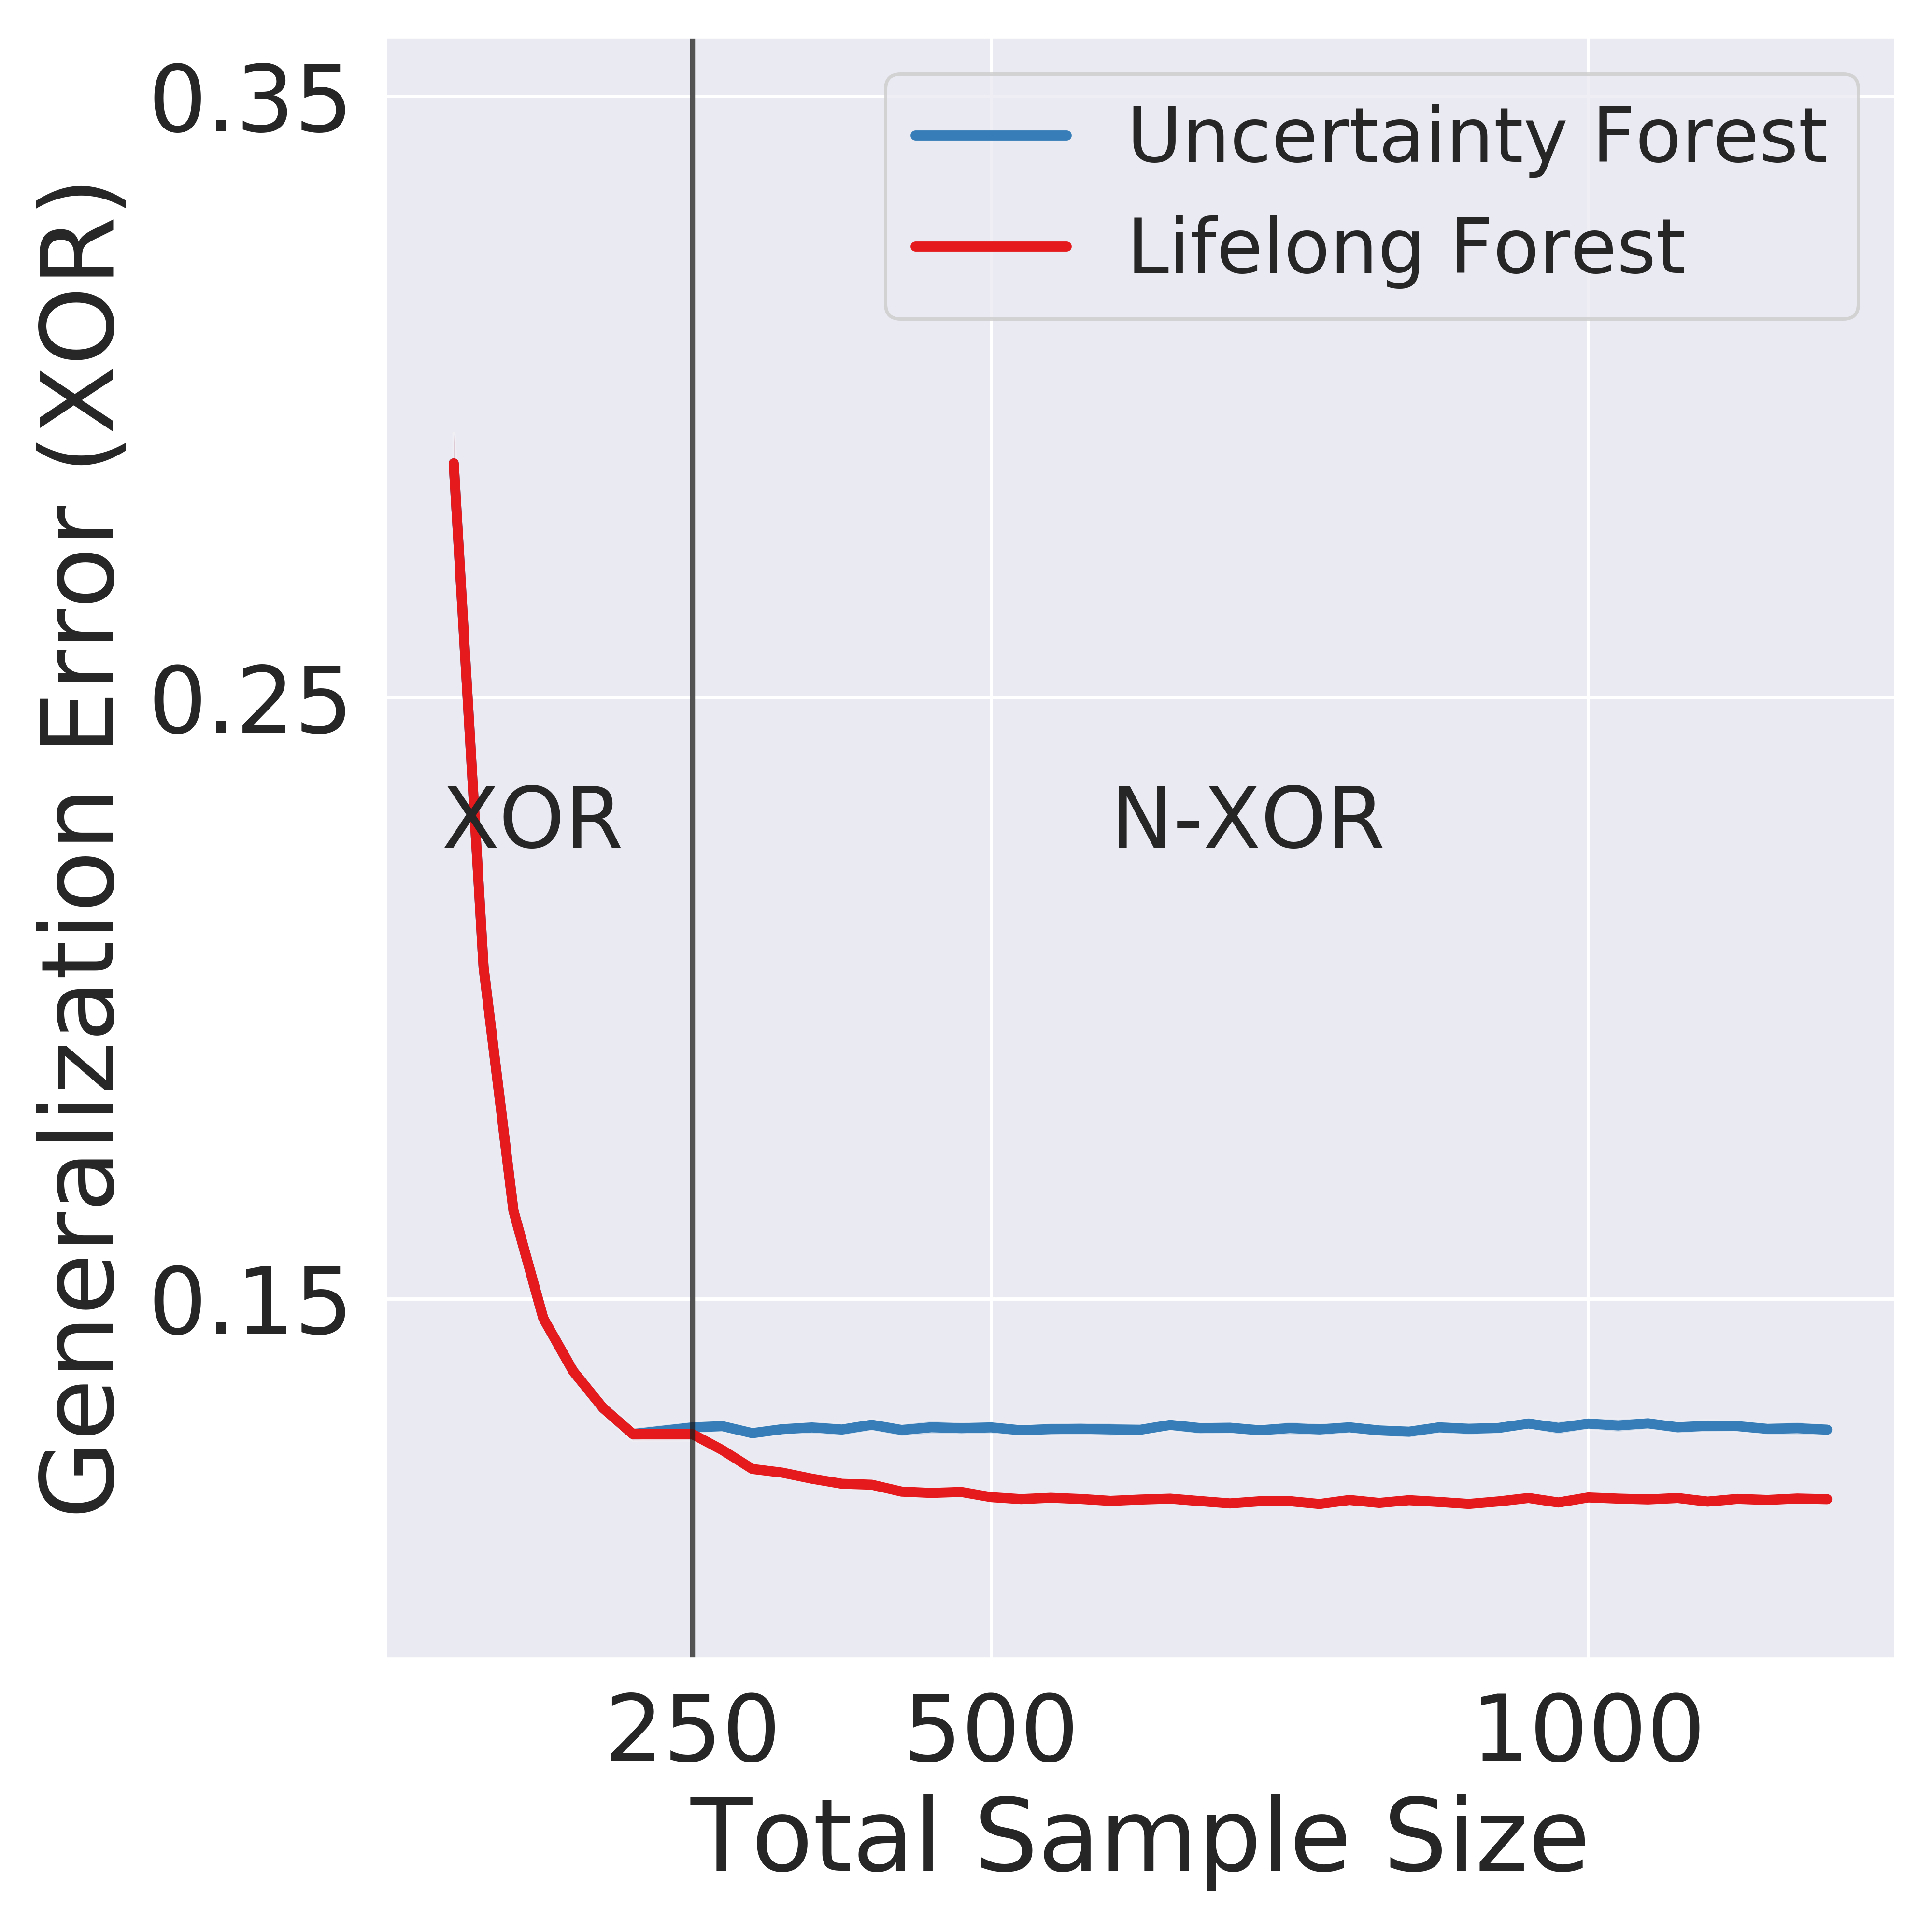 Generalization Error (XOR)
0.35
0.25
0.15
Uncertainty Forest
Lifelong Forest
XOR
N-XOR
250
500
1000
Total Sample Size